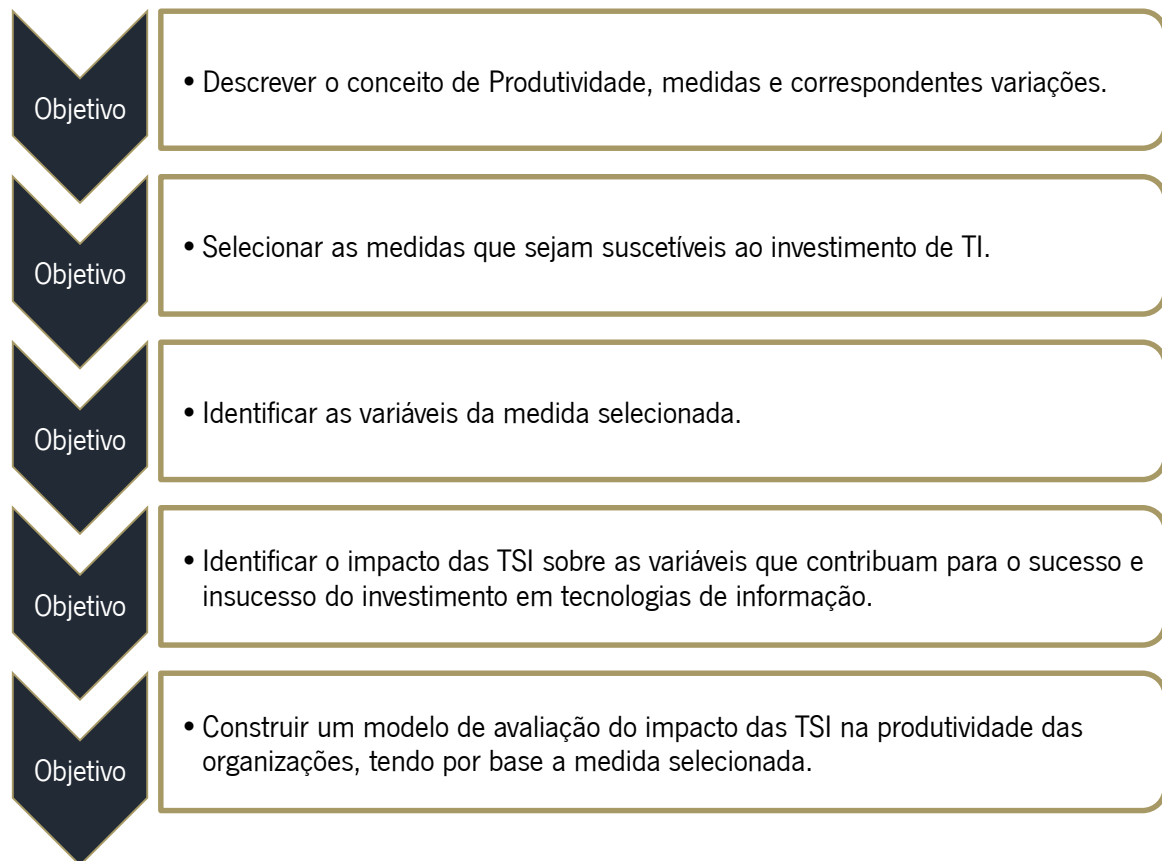 Objetivo
• Descrever o conceito de Produtividade, medidas e correspondentes variações.
Objetivo
• Selecionar as medidas que sejam suscetíveis ao investimento de TI.
Objetivo
• Identificar as variáveis da medida selecionada.
Objetivo
• Identificar o impacto das TSI sobre as variáveis que contribuam para o sucesso e
insucesso do investimento em tecnologias de informação.
Objetivo
• Construir um modelo de avaliação do impacto das TSI na produtividade das
organizações, tendo por base a medida selecionada.